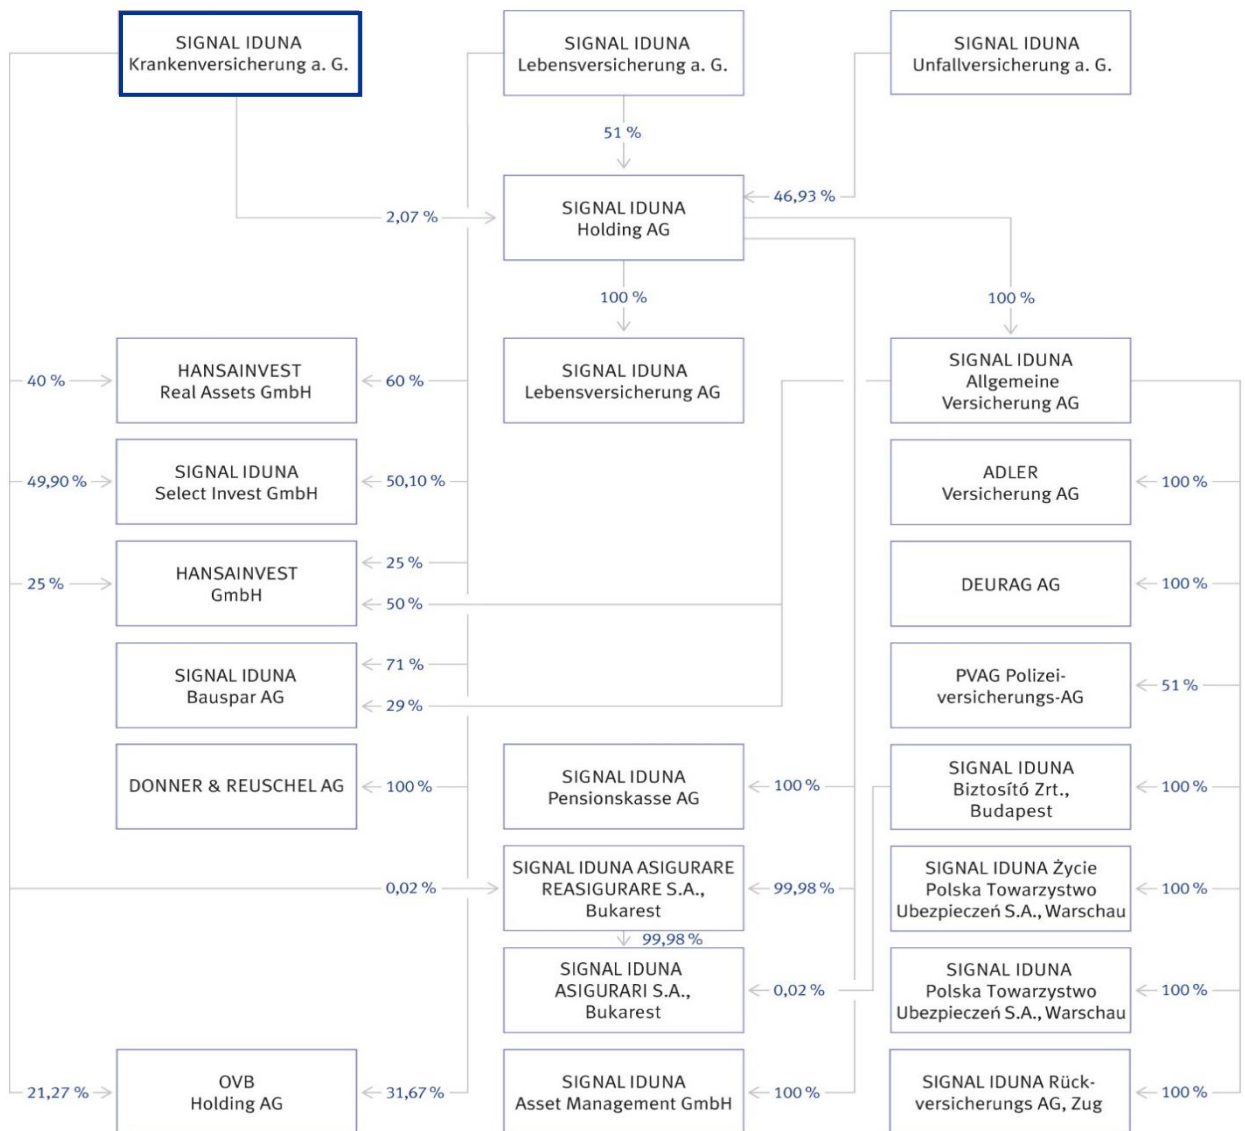 SIGNAL IDUNA
Krankenversicherung a. G.
SIGNAL IDUNA
Lebensversicherung a. G.
SIGNAL IDUNA
Unfallversicherung a. G.
51 %
46,93 %
2,07 %
SIGNAL IDUNA
Holding AG
100 %
100 %
40 %
HANSAINVEST
Real Assets GmbH
60 %
SIGNAL IDUNA
Lebensversicherung AG
SIGNAL IDUNA
Allgemeine
Versicherung AG
49,90 %
SIGNAL IDUNA
Select Invest GmbH
50,10 %
ADLER
Versicherung AG
100 %
25 %
HANSAINVEST
GmbH
25 %
50 %
DEURAG AG
100 %
SIGNAL IDUNA
Bauspar AG
71 %
29 %
PVAG Polizei-
versicherungs-AG
51 %
DONNER & REUSCHEL AG
100 %
SIGNAL IDUNA
Pensionskasse AG
100 %
SIGNAL IDUNA
Biztosító Zrt.,
Budapest
100 %
0,02 %
SIGNAL IDUNA ASIGURARE
REASIGURARE S.A.,
Bukarest
99,98 %
SIGNAL IDUNA Życie
Polska Towarzystwo
Ubezpieczeń S.A., Warschau
100 %
99,98 %
SIGNAL IDUNA
ASIGURARI S.A.,
Bukarest
0,02 %
SIGNAL IDUNA
Polska Towarzystwo
Ubezpieczeń S.A., Warschau
100 %
21,27 %
OVB
Holding AG
31,67 %
SIGNAL IDUNA
Asset Management GmbH
100 %
SIGNAL IDUNA Rück-
versicherungs AG, Zug
100 %